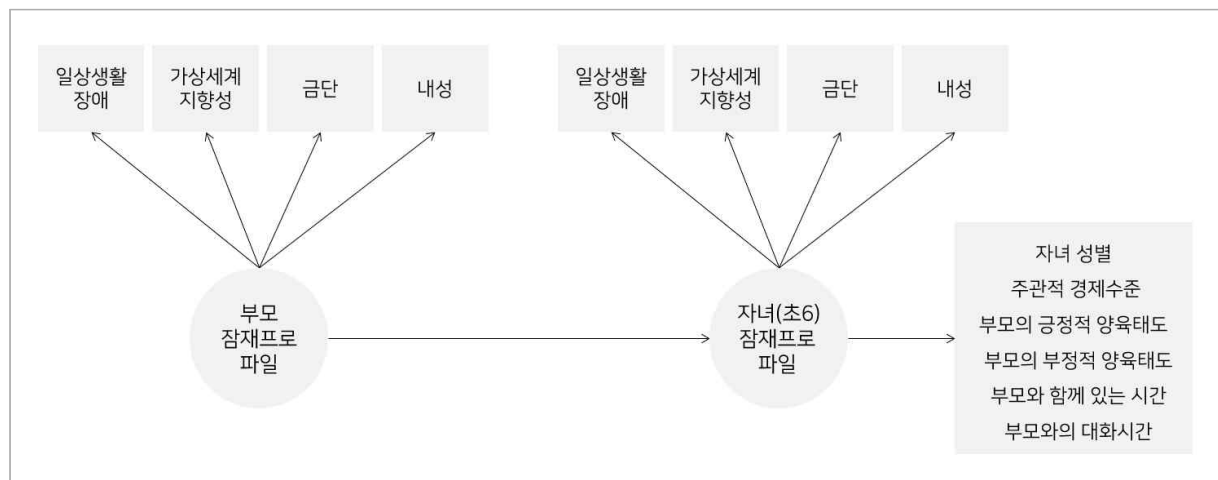 일상생활
장애
가상세계
지향성
금단
내성
일상생활
장애
가상세계
지향성
금단
내성
부모
잠재프로
파일
자녀(초6)
잠재프로
파일
자녀 성별
주관적 경제수준
부모의 긍정적 양육태도
부모의 부정적 양육태도
부모와 함께 있는 시간
부모와의 대화시간